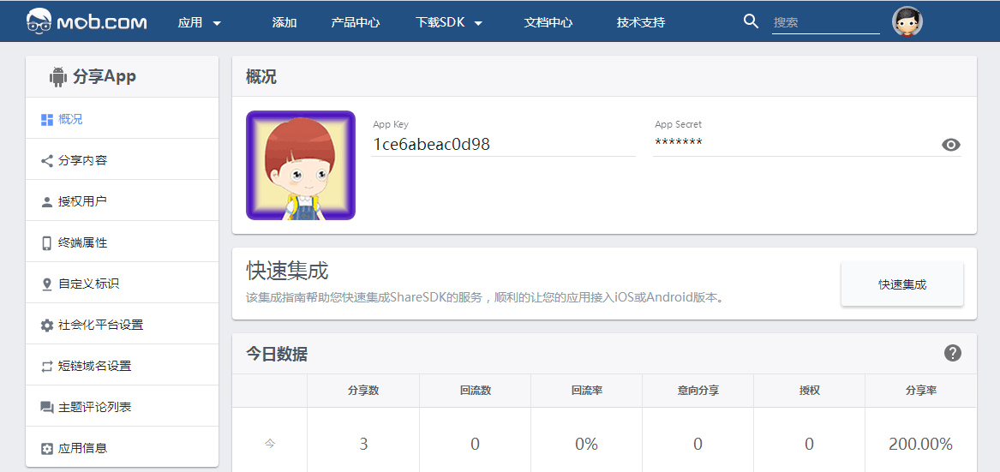 mob.com 应用 添加 产品中心 下载SDK 文档中心 技术支持 搜索
分享App
概况
分享内容
授权用户
终端属性
自定义标识
社会化平台设置
短链域名设置
主题评论列表
应用信息
概况
App Key
1ce6abeac0d98
App Secret
*******
快速集成
该集成指南帮助您快速集成ShareSDK的服务，顺利的让您的应用接入iOS或Android版本。
快速集成
今日数据
分享数 回流数 回流率 意向分享 授权 分享率
今 3 0 0% 0 0 200.00%